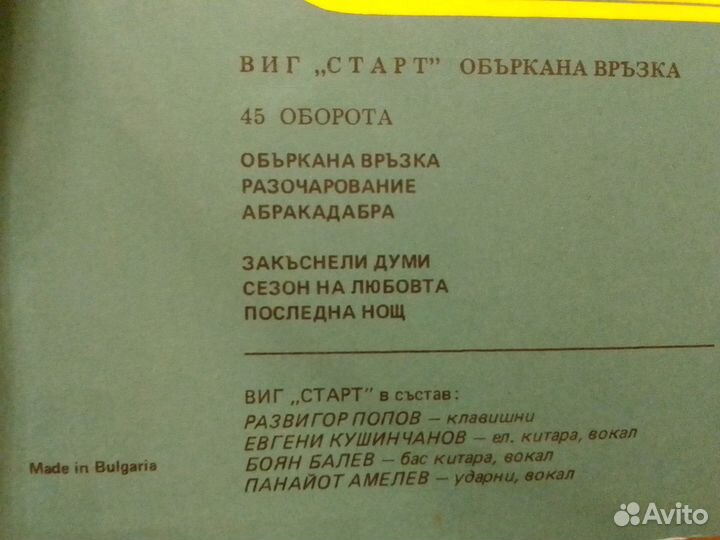 ВИГ „СТАРТ” ОБЪРКАНА ВРЪЗКА
45 ОБОРОТА
ОБЪРКАНА ВРЪЗКА
РАЗОЧАРОВАНИЕ
АБРАКАДАБРА
ЗАКЪСНЕЛИ ДУМИ
СЕЗОН НА ЛЮБОВТА
ПОСЛЕДНА НОЩ
ВИГ „СТАРТ” в състав:
РАЗВИГОР ПОПОВ – клавишни
ЕВГЕНИ КУШИНЧАНОВ – ел. китара, вокал
БОЯН БАЛЕВ – бас китара, вокал
ПАНАЙОТ АМЕЛЕВ – ударни, вокал
Made in Bulgaria
Avito